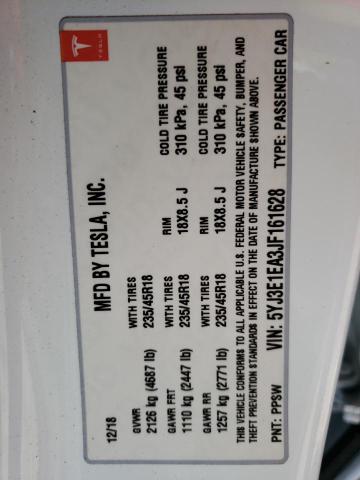 TESLA
MFD BY TESLA, INC.
12/18
GVWR WITH TIRES RIM COLD TIRE PRESSURE
2126 kg (4687 lb) 235/45R18 18X8.5 J 310 kPa, 45 psi
GAWR FRT WITH TIRES RIM COLD TIRE PRESSURE
1110 kg (2447 lb) 235/45R18 18X8.5 J 310 kPa, 45 psi
GAWR RR
1257 kg (2771 lb)
THIS VEHICLE CONFORMS TO ALL APPLICABLE U.S. FEDERAL MOTOR VEHICLE SAFETY, BUMPER, AND
THEFT PREVENTION STANDARDS IN EFFECT ON THE DATE OF MANUFACTURE SHOWN ABOVE.
PNT: PPSW VIN: 5YJ3E1EA3JF161628 TYPE: PASSENGER CAR